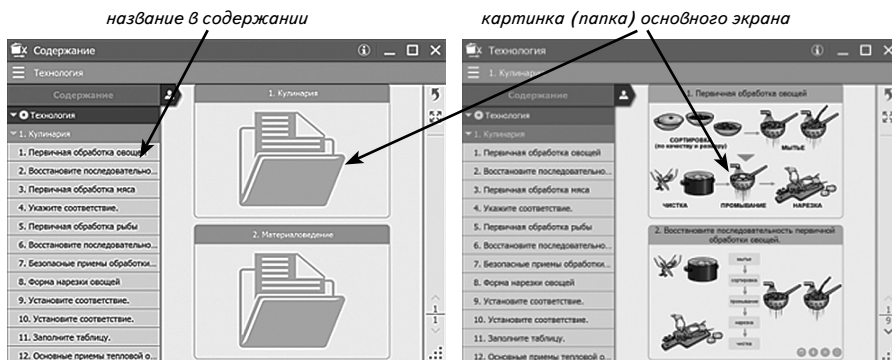 название в содержании
картинка (папка) основного экрана
Содержание
Технология
Содержание
Технология
1. Кулинария
1. Первичная обработка овощей
2. Восстановите последовательно...
3. Первичная обработка мяса
4. Укажите соответствие.
5. Первичная обработка рыбы
6. Восстановите последовательно...
7. Безопасные приемы обработки...
8. Форма нарезки овощей
9. Установите соответствие.
10. Установите соответствие.
11. Заполните таблицу.
12. Основные приемы тепловой о...
1. Кулинария
2. Материаловедение
1
1
Технология
1. Кулинария
Содержание
Технология
1. Кулинария
1. Первичная обработка овощей
2. Восстановите последовательно...
3. Первичная обработка мяса
4. Укажите соответствие.
5. Первичная обработка рыбы
6. Восстановите последовательно...
7. Безопасные приемы обработки...
8. Форма нарезки овощей
9. Установите соответствие.
10. Установите соответствие.
11. Заполните таблицу.
12. Основные приемы тепловой о...
1. Первичная обработка овощей
СОРТИРОВКА
(по качеству и размеру)
МЫТЬЕ
ЧИСТКА
ПРОМЫВАНИЕ
НАРЕЗКА
2. Восстановите последовательность первичной
обработки овощей.
мытье
сортировка
промывание
нарезка
чистка
1
9